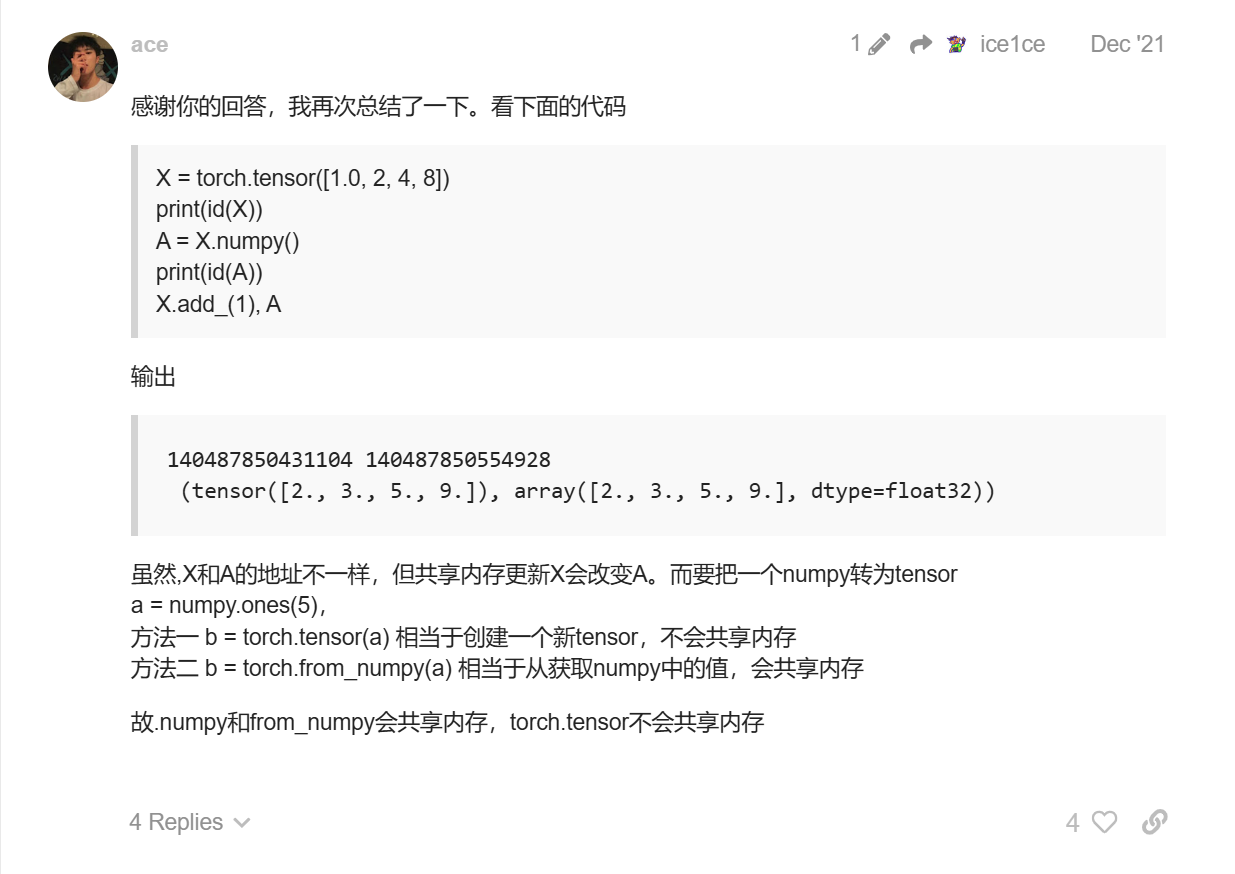 ace
1 ice1ce Dec '21
感谢你的回答，我再次总结了一下。看下面的代码
X = torch.tensor([1.0, 2, 4, 8])
print(id(X))
A = X.numpy()
print(id(A))
X.add_(1), A
输出
140487850431104 140487850554928
(tensor([2., 3., 5., 9.]), array([2., 3., 5., 9.], dtype=float32))
虽然,X和A的地址不一样，但共享内存更新X会改变A。而要把一个numpy转为tensor
a = numpy.ones(5)，
方法一 b = torch.tensor(a) 相当于创建一个新tensor，不会共享内存
方法二 b = torch.from_numpy(a) 相当于从获取numpy中的值，会共享内存
故.numpy和from_numpy会共享内存，torch.tensor不会共享内存
4 Replies 4